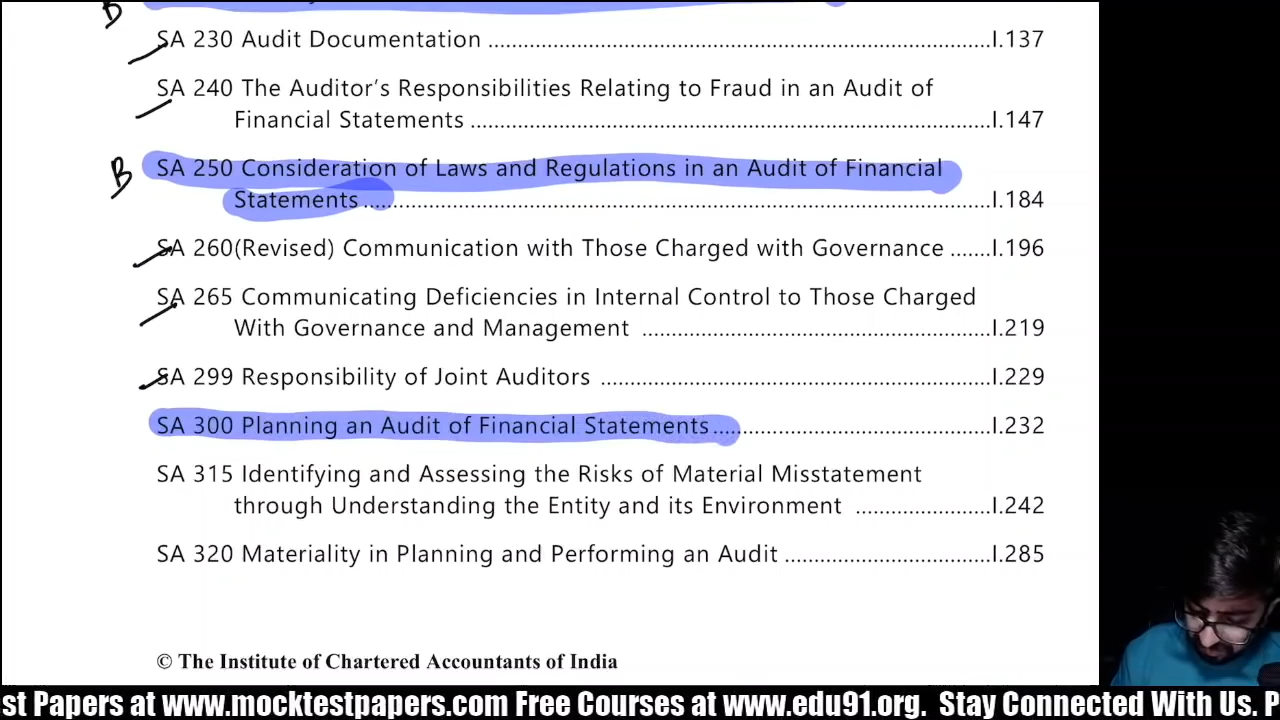 B
SA 230 Audit Documentation ........................................................................................I.137
SA 240 The Auditor's Responsibilities Relating to Fraud in an Audit of
Financial Statements ...........................................................................................I.147
B SA 250 Consideration of Laws and Regulations in an Audit of Financial
Statements ..........................................................................................................I.184
SA 260(Revised) Communication with Those Charged with Governance .......I.196
SA 265 Communicating Deficiencies in Internal Control to Those Charged
With Governance and Management .............................................................I.219
SA 299 Responsibility of Joint Auditors .....................................................................I.229
SA 300 Planning an Audit of Financial Statements.................................................I.232
SA 315 Identifying and Assessing the Risks of Material Misstatement
through Understanding the Entity and its Environment ........................I.242
SA 320 Materiality in Planning and Performing an Audit ....................................I.285
© The Institute of Chartered Accountants of India
st Papers at www.mocktestpapers.com Free Courses at www.edu91.org. Stay Connected With Us. P